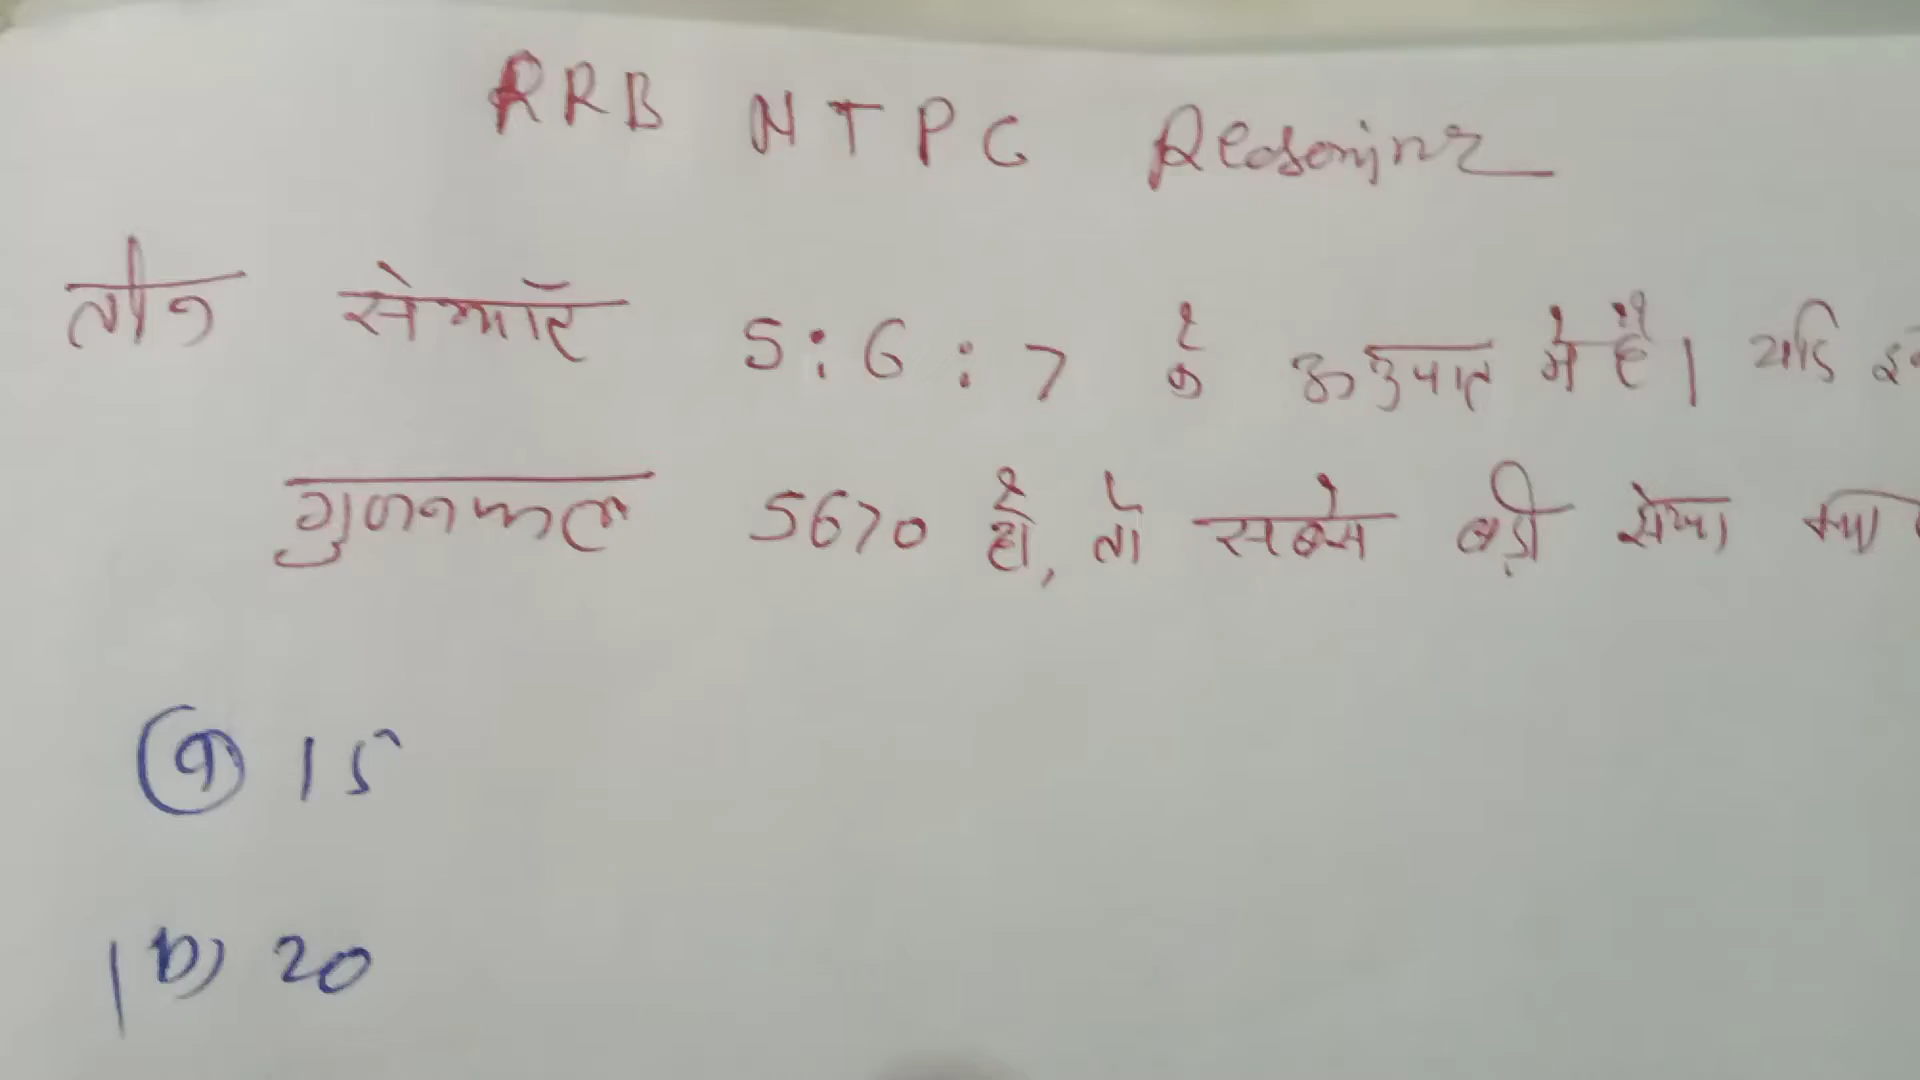 RRB NTPC Reasoning
तीन संख्याएँ 5:6:7 के अनुपात में हैं। यदि
गुणनफल 5670 हो, तो सबसे बड़ी संख्या क्या
(a) 15
(b) 20